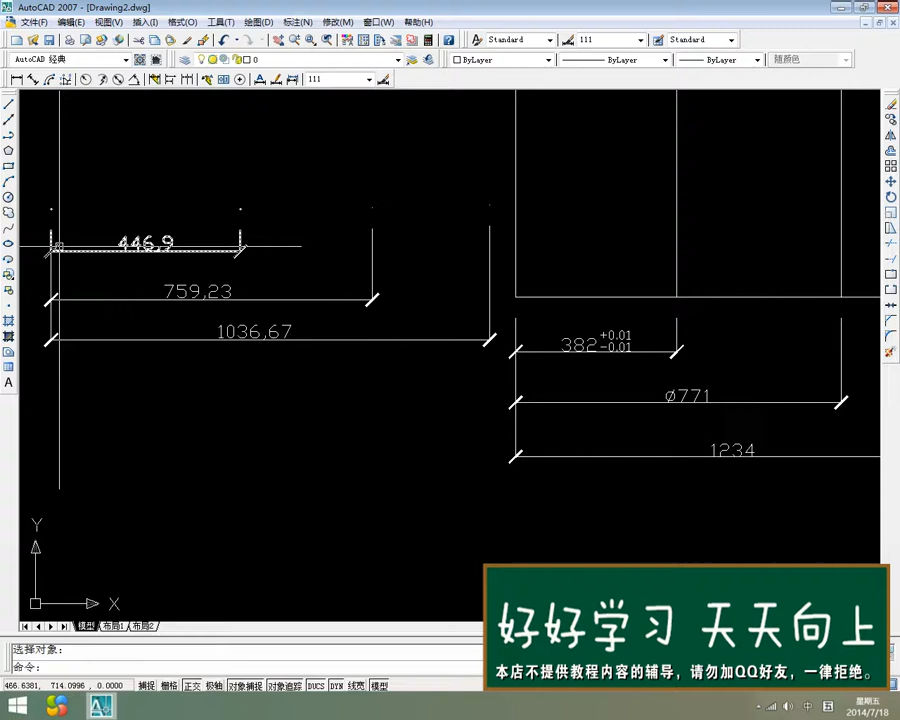 AutoCAD 2007 - [Drawing2.dwg]
文件(F) 编辑(E) 视图(V) 插入(I) 格式(O) 工具(T) 绘图(D) 标注(N) 修改(M) 窗口(W) 帮助(H)
Standard 111 Standard
AutoCAD 经典 0 ByLayer ByLayer ByLayer 随颜色
111
446,9
759,23
1036,67
382 +0.01 -0.01
ø771
1234
Y
X
模型 布局1 布局2
选择对象:
命令:
466.6381, 714.0996 , 0.0000 捕捉 栅格 正交 极轴 对象捕捉 对象追踪 DUCS DYN 线宽 模型
好好学习 天天向上
本店不提供教程内容的辅导，请勿加QQ好友，一律拒绝。
中
星期五
2014/7/18